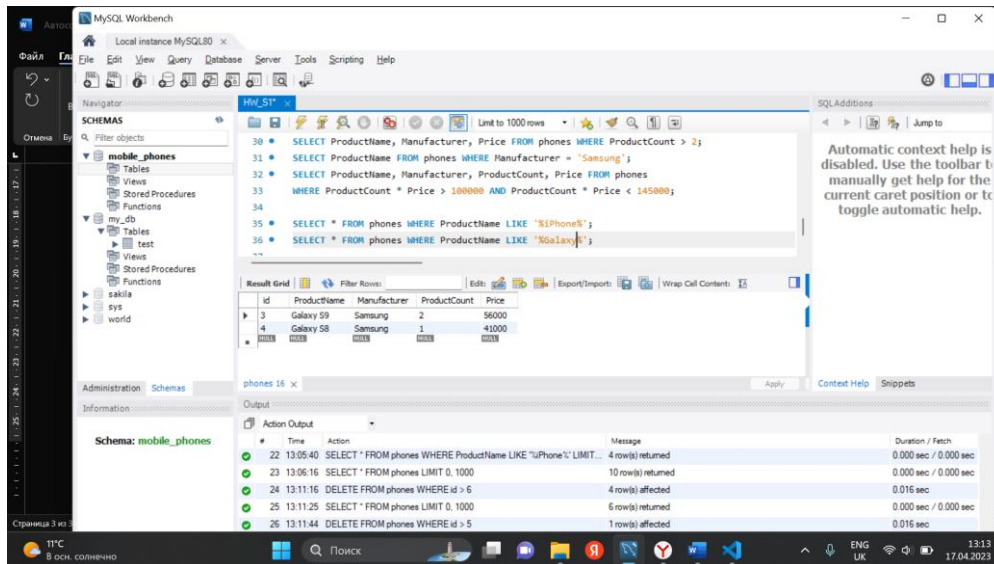 Автосо
Файл
Гла
Отмена
Бу
MySQL Workbench
Local instance MySQL80
File Edit View Query Database Server Tools Scripting Help
Navigator
SCHEMAS
Filter objects
mobile_phones
Tables
Views
Stored Procedures
Functions
my_db
Tables
test
Views
Stored Procedures
Functions
sakila
sys
world
Administration Schemas
Information
Schema: mobile_phones
HW_S1*
Limit to 1000 rows
30 SELECT ProductName, Manufacturer, Price FROM phones WHERE ProductCount > 2;
31 SELECT ProductName FROM phones WHERE Manufacturer = 'Samsung';
32 SELECT ProductName, Manufacturer, ProductCount, Price FROM phones
33 WHERE ProductCount * Price > 100000 AND ProductCount * Price < 145000;
34
35 SELECT * FROM phones WHERE ProductName LIKE '%iPhone%';
36 SELECT * FROM phones WHERE ProductName LIKE '%Galaxy%';
Result Grid Filter Rows: Edit: Export/Import: Wrap Cell Content:
id ProductName Manufacturer ProductCount Price
3 Galaxy S9 Samsung 2 56000
4 Galaxy S8 Samsung 1 41000
NULL NULL NULL NULL NULL
phones 16
Apply
Output
Action Output
# Time Action Message Duration / Fetch
22 13:05:40 SELECT * FROM phones WHERE ProductName LIKE '%iPhone%' LIMIT... 4 row(s) returned 0.000 sec / 0.000 sec
23 13:06:16 SELECT * FROM phones LIMIT 0, 1000 10 row(s) returned 0.000 sec / 0.000 sec
24 13:11:16 DELETE FROM phones WHERE id > 6 4 row(s) affected 0.016 sec
25 13:11:25 SELECT * FROM phones LIMIT 0, 1000 6 row(s) returned 0.000 sec / 0.000 sec
26 13:11:44 DELETE FROM phones WHERE id > 5 1 row(s) affected 0.016 sec
SQLAdditions
Jump to
Automatic context help is
disabled. Use the toolbar to
manually get help for the
current caret position or to
toggle automatic help.
Context Help Snippets
Страница 3 из 3
11°C
В осн. солнечно
Поиск
ENG
UK
13:13
17.04.2023